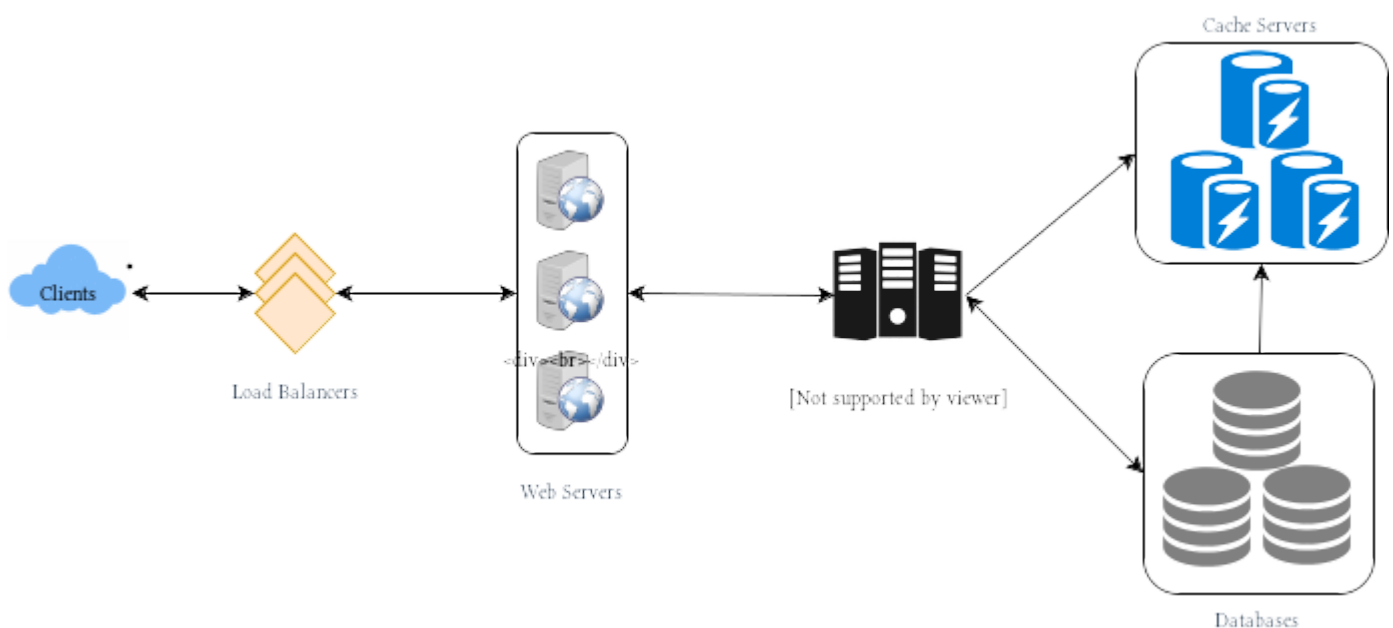 Cache Servers
Clients
<div><br></div>
Load Balancers
[Not supported by viewer]
Web Servers
Databases